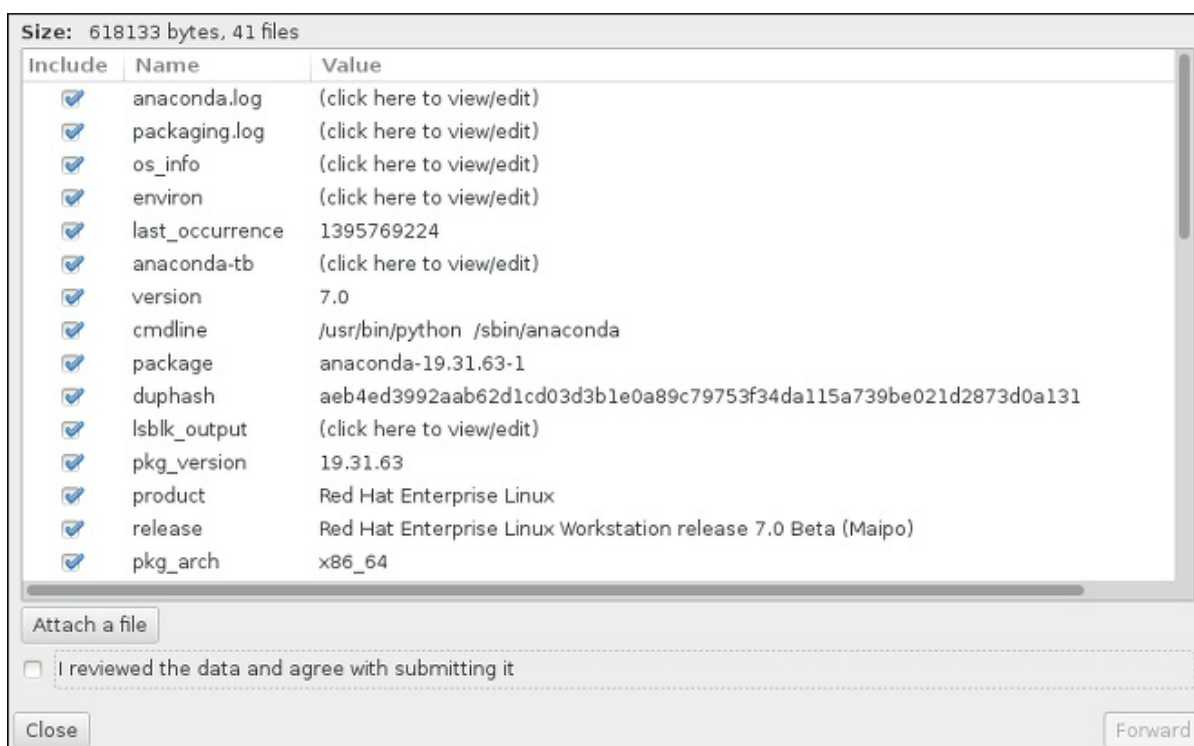 Size: 618133 bytes, 41 files
Include Name Value
anaconda.log (click here to view/edit)
packaging.log (click here to view/edit)
os_info (click here to view/edit)
environ (click here to view/edit)
last_occurrence 1395769224
anaconda-tb (click here to view/edit)
version 7.0
cmdline /usr/bin/python /sbin/anaconda
package anaconda-19.31.63-1
duphash aeb4ed3992aab62d1cd03d3b1e0a89c79753f34da115a739be021d2873d0a131
lsblk_output (click here to view/edit)
pkg_version 19.31.63
product Red Hat Enterprise Linux
release Red Hat Enterprise Linux Workstation release 7.0 Beta (Maipo)
pkg_arch x86_64
Attach a file
I reviewed the data and agree with submitting it
Close Forward